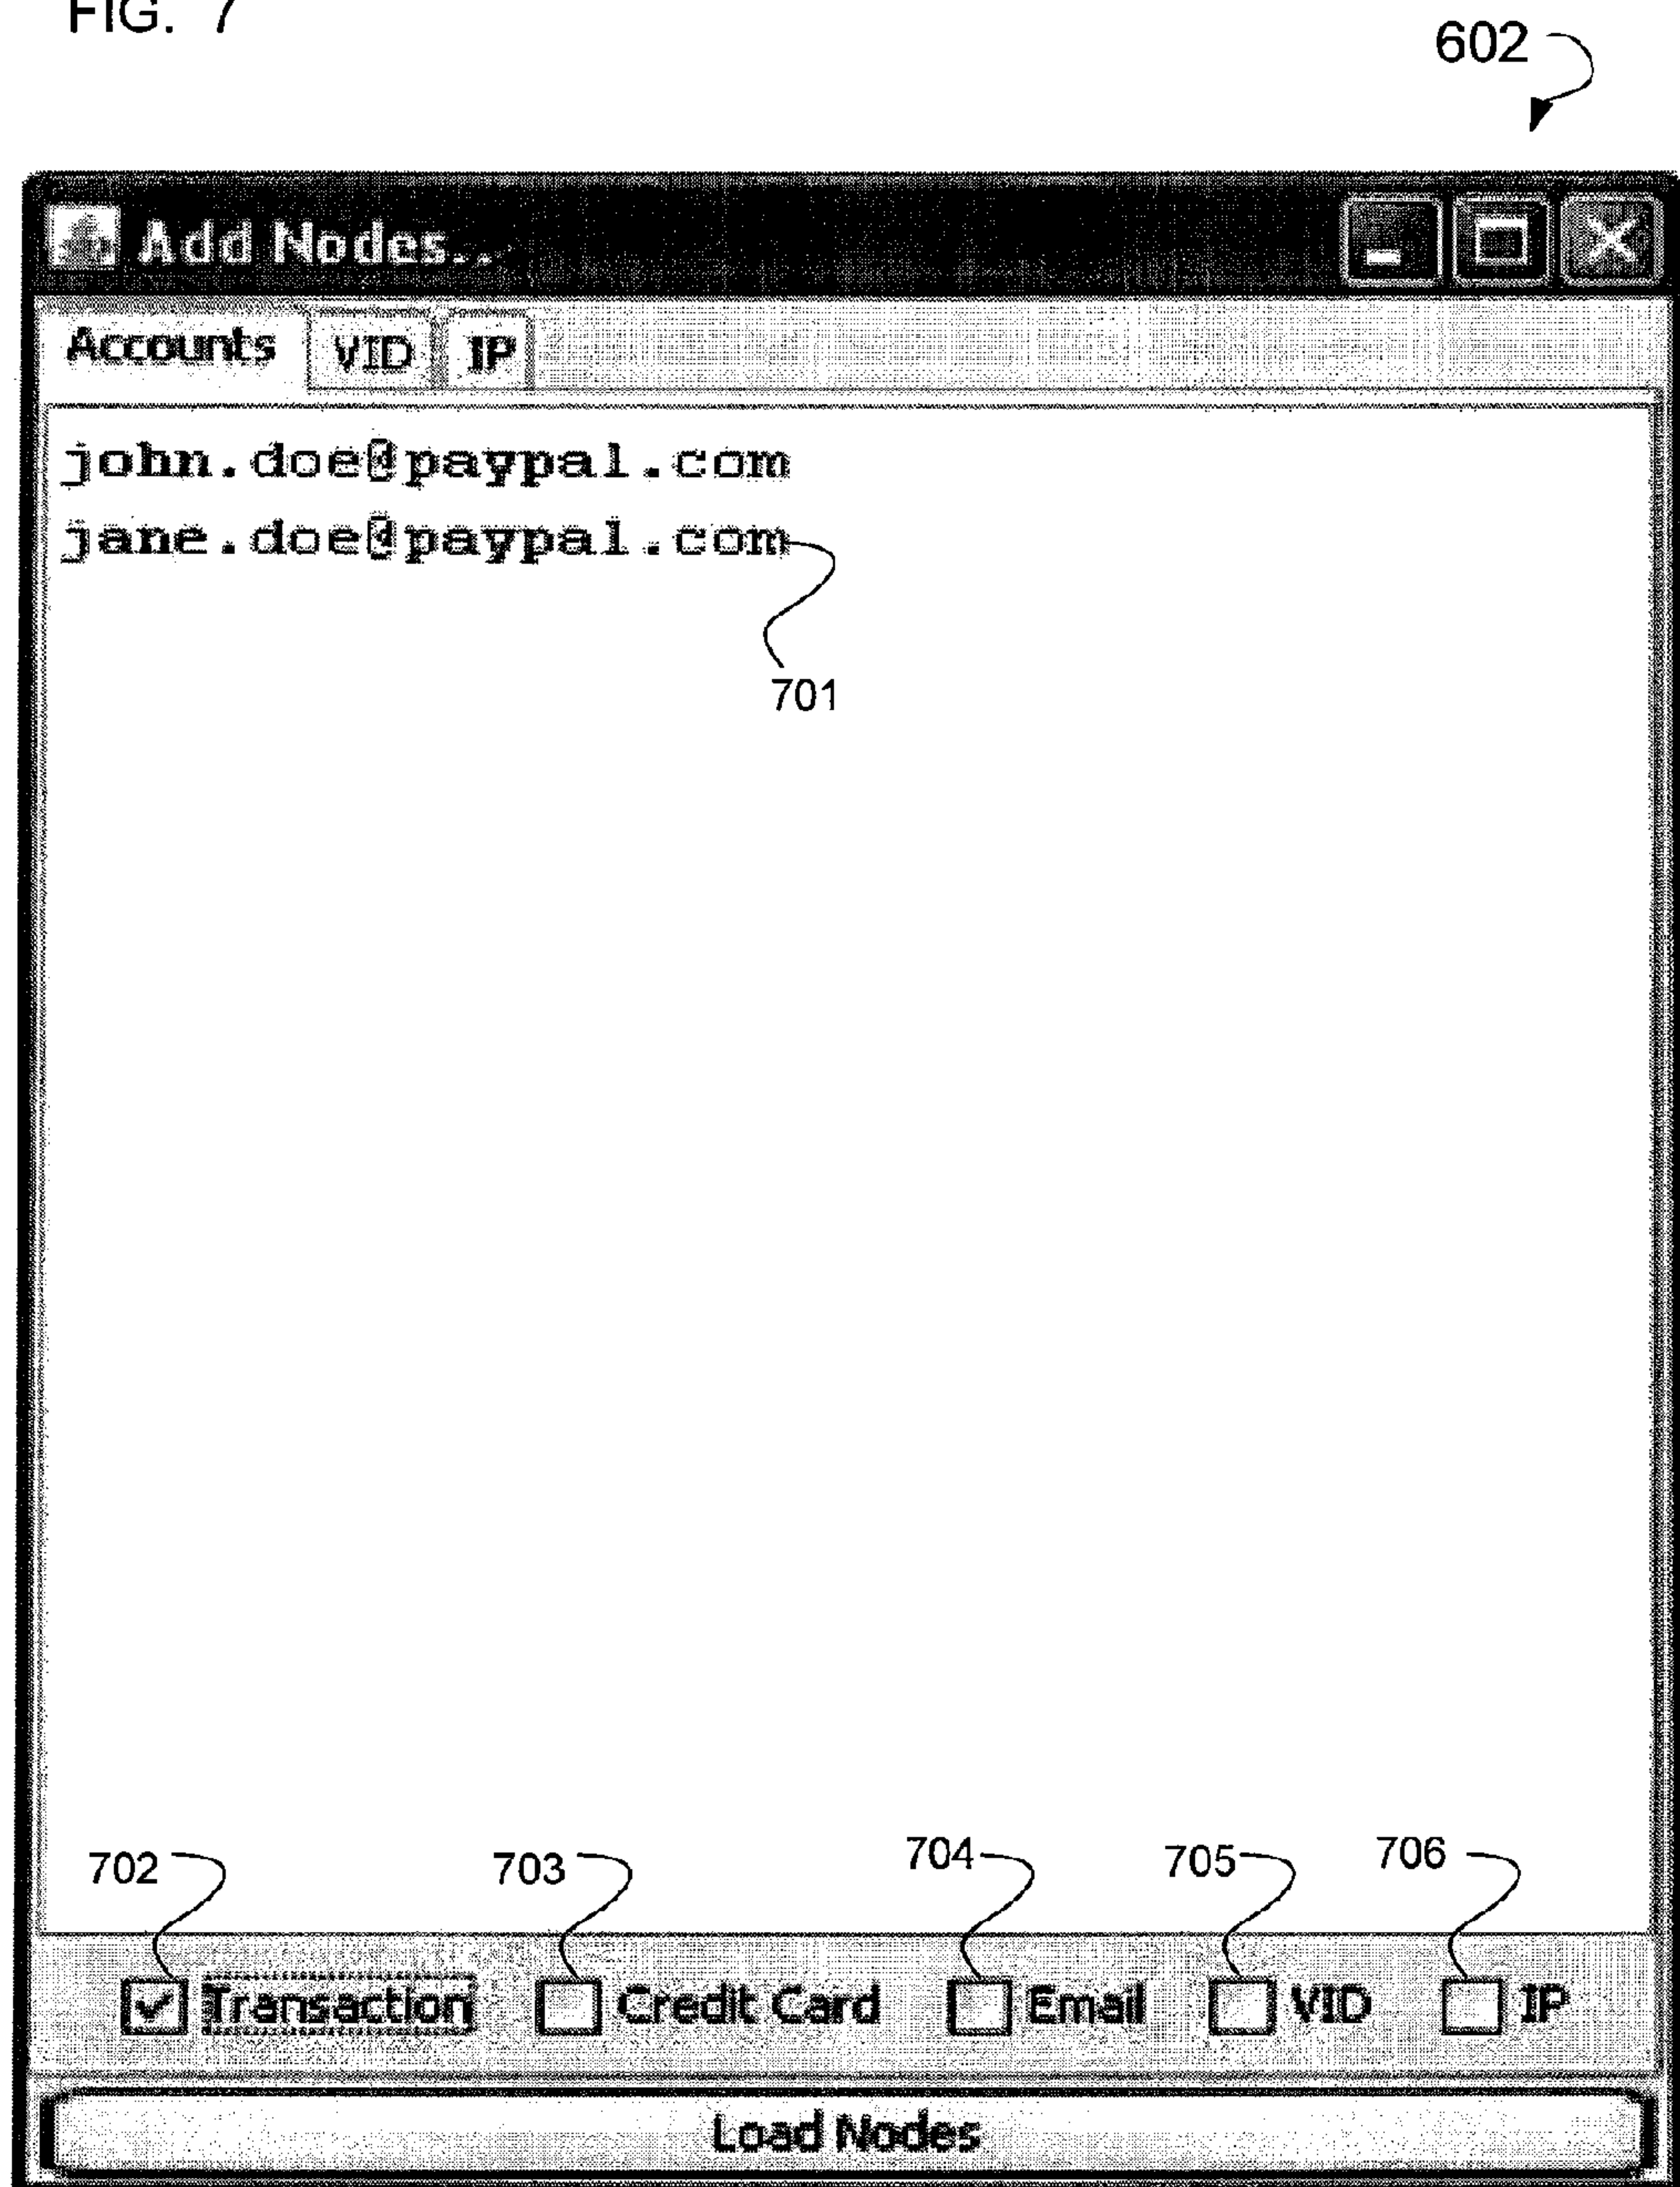 FIG. 7
602
Add Nodes...
Accounts VID IP
john.doe@paypal.com
jane.doe@paypal.com
701
702 703 704 705 706
Transaction Credit Card Email VID IP
Load Nodes